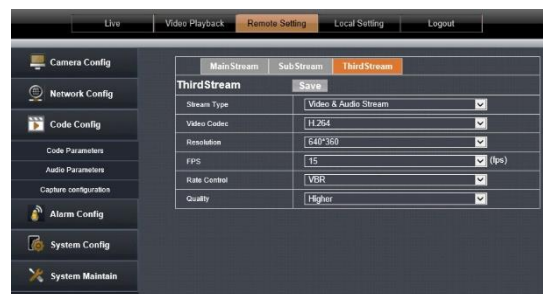 Live Video Playback Remote Setting Local Setting Logout
Camera Config
Network Config
Code Config
Code Parameters
Audio Parameters
Capture configuration
Alarm Config
System Config
System Maintain
MainStream SubStream ThirdStream
ThirdStream Save
Stream Type Video & Audio Stream
Video Codec H.264
Resolution 640*360
FPS 15 (fps)
Rate Control VBR
Quality Higher